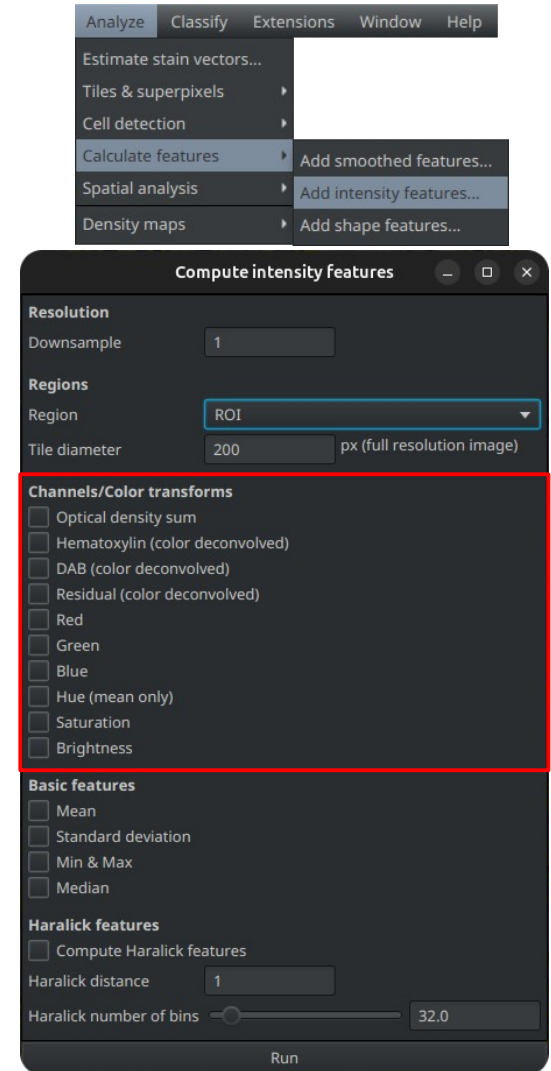 Analyze Classify Extensions Window Help
Estimate stain vectors...
Tiles & superpixels
Cell detection
Calculate features
Spatial analysis
Density maps
Add smoothed features...
Add intensity features...
Add shape features...
Compute intensity features
Resolution
Downsample 1
Regions
Region ROI
Tile diameter 200 px (full resolution image)
Channels/Color transforms
Optical density sum
Hematoxylin (color deconvolved)
DAB (color deconvolved)
Residual (color deconvolved)
Red
Green
Blue
Hue (mean only)
Saturation
Brightness
Basic features
Mean
Standard deviation
Min & Max
Median
Haralick features
Compute Haralick features
Haralick distance 1
Haralick number of bins 32.0
Run